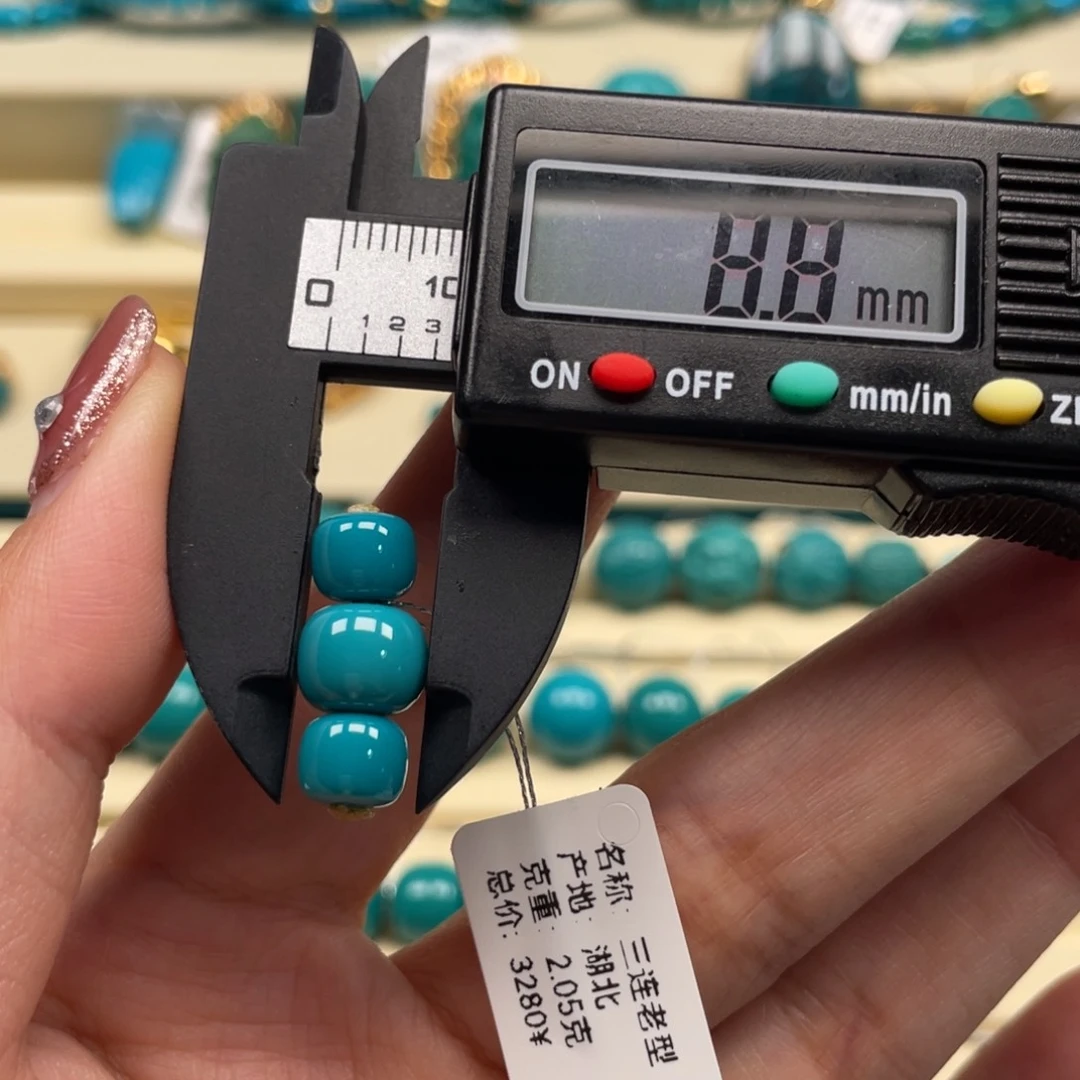 8.8 mm
0 10
1 2 3
ON OFF mm/in
名称: 三连老型
产地: 湖北
克重: 2.05克
总价: 3280¥